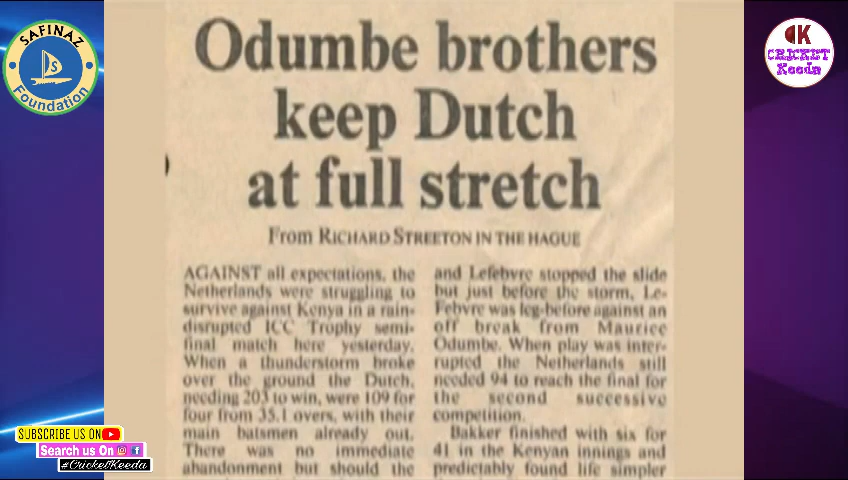 SAFINAZ
S
Foundation
CRICKET
Keeda
Odumbe brothers
keep Dutch
at full stretch
From RICHARD STREETON IN THE HAGUE
AGAINST all expectations, the
Netherlands were struggling to
survive against Kenya in a rain-
disrupted ICC Trophy semi-
final match here yesterday.
When a thunderstorm broke
over the ground the Dutch,
needing 203 to win, were 109 for
four from 35.1 overs, with their
main batsmen already out.
There was no immediate
abandonment but should the
and Lefebvre stopped the slide
but just before the storm, Le-
Febvre was leg-before against an
off break from Maurice
Odumbe. When play was inter-
rupted the Netherlands still
needed 94 to reach the final for
the second successive
competition.
Bakker finished with six for
41 in the Kenyan innings and
predictably found life simpler
SUBSCRIBE US ON
Search us On
#CricketKeeda